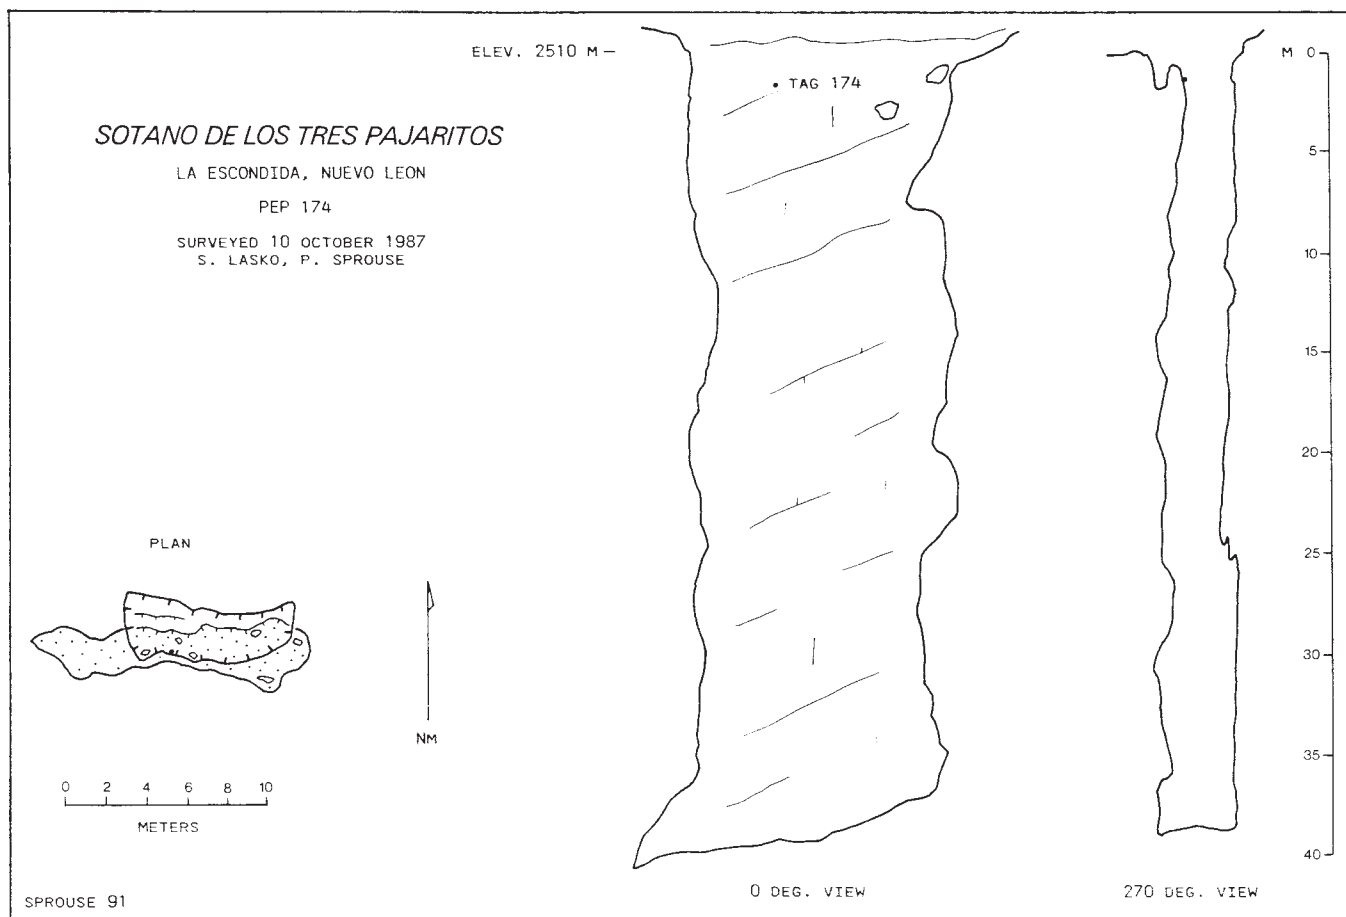 ELEV. 2510 M
TAG 174
SOTANO DE LOS TRES PAJARITOS
LA ESCONDIDA, NUEVO LEON
PEP 174
SURVEYED 10 OCTOBER 1987
S. LASKO, P. SPROUSE
M 0
5
10
15
20
25
30
35
40
PLAN
NM
0 2 4 6 8 10
METERS
0 DEG. VIEW
270 DEG. VIEW
SPROUSE 91